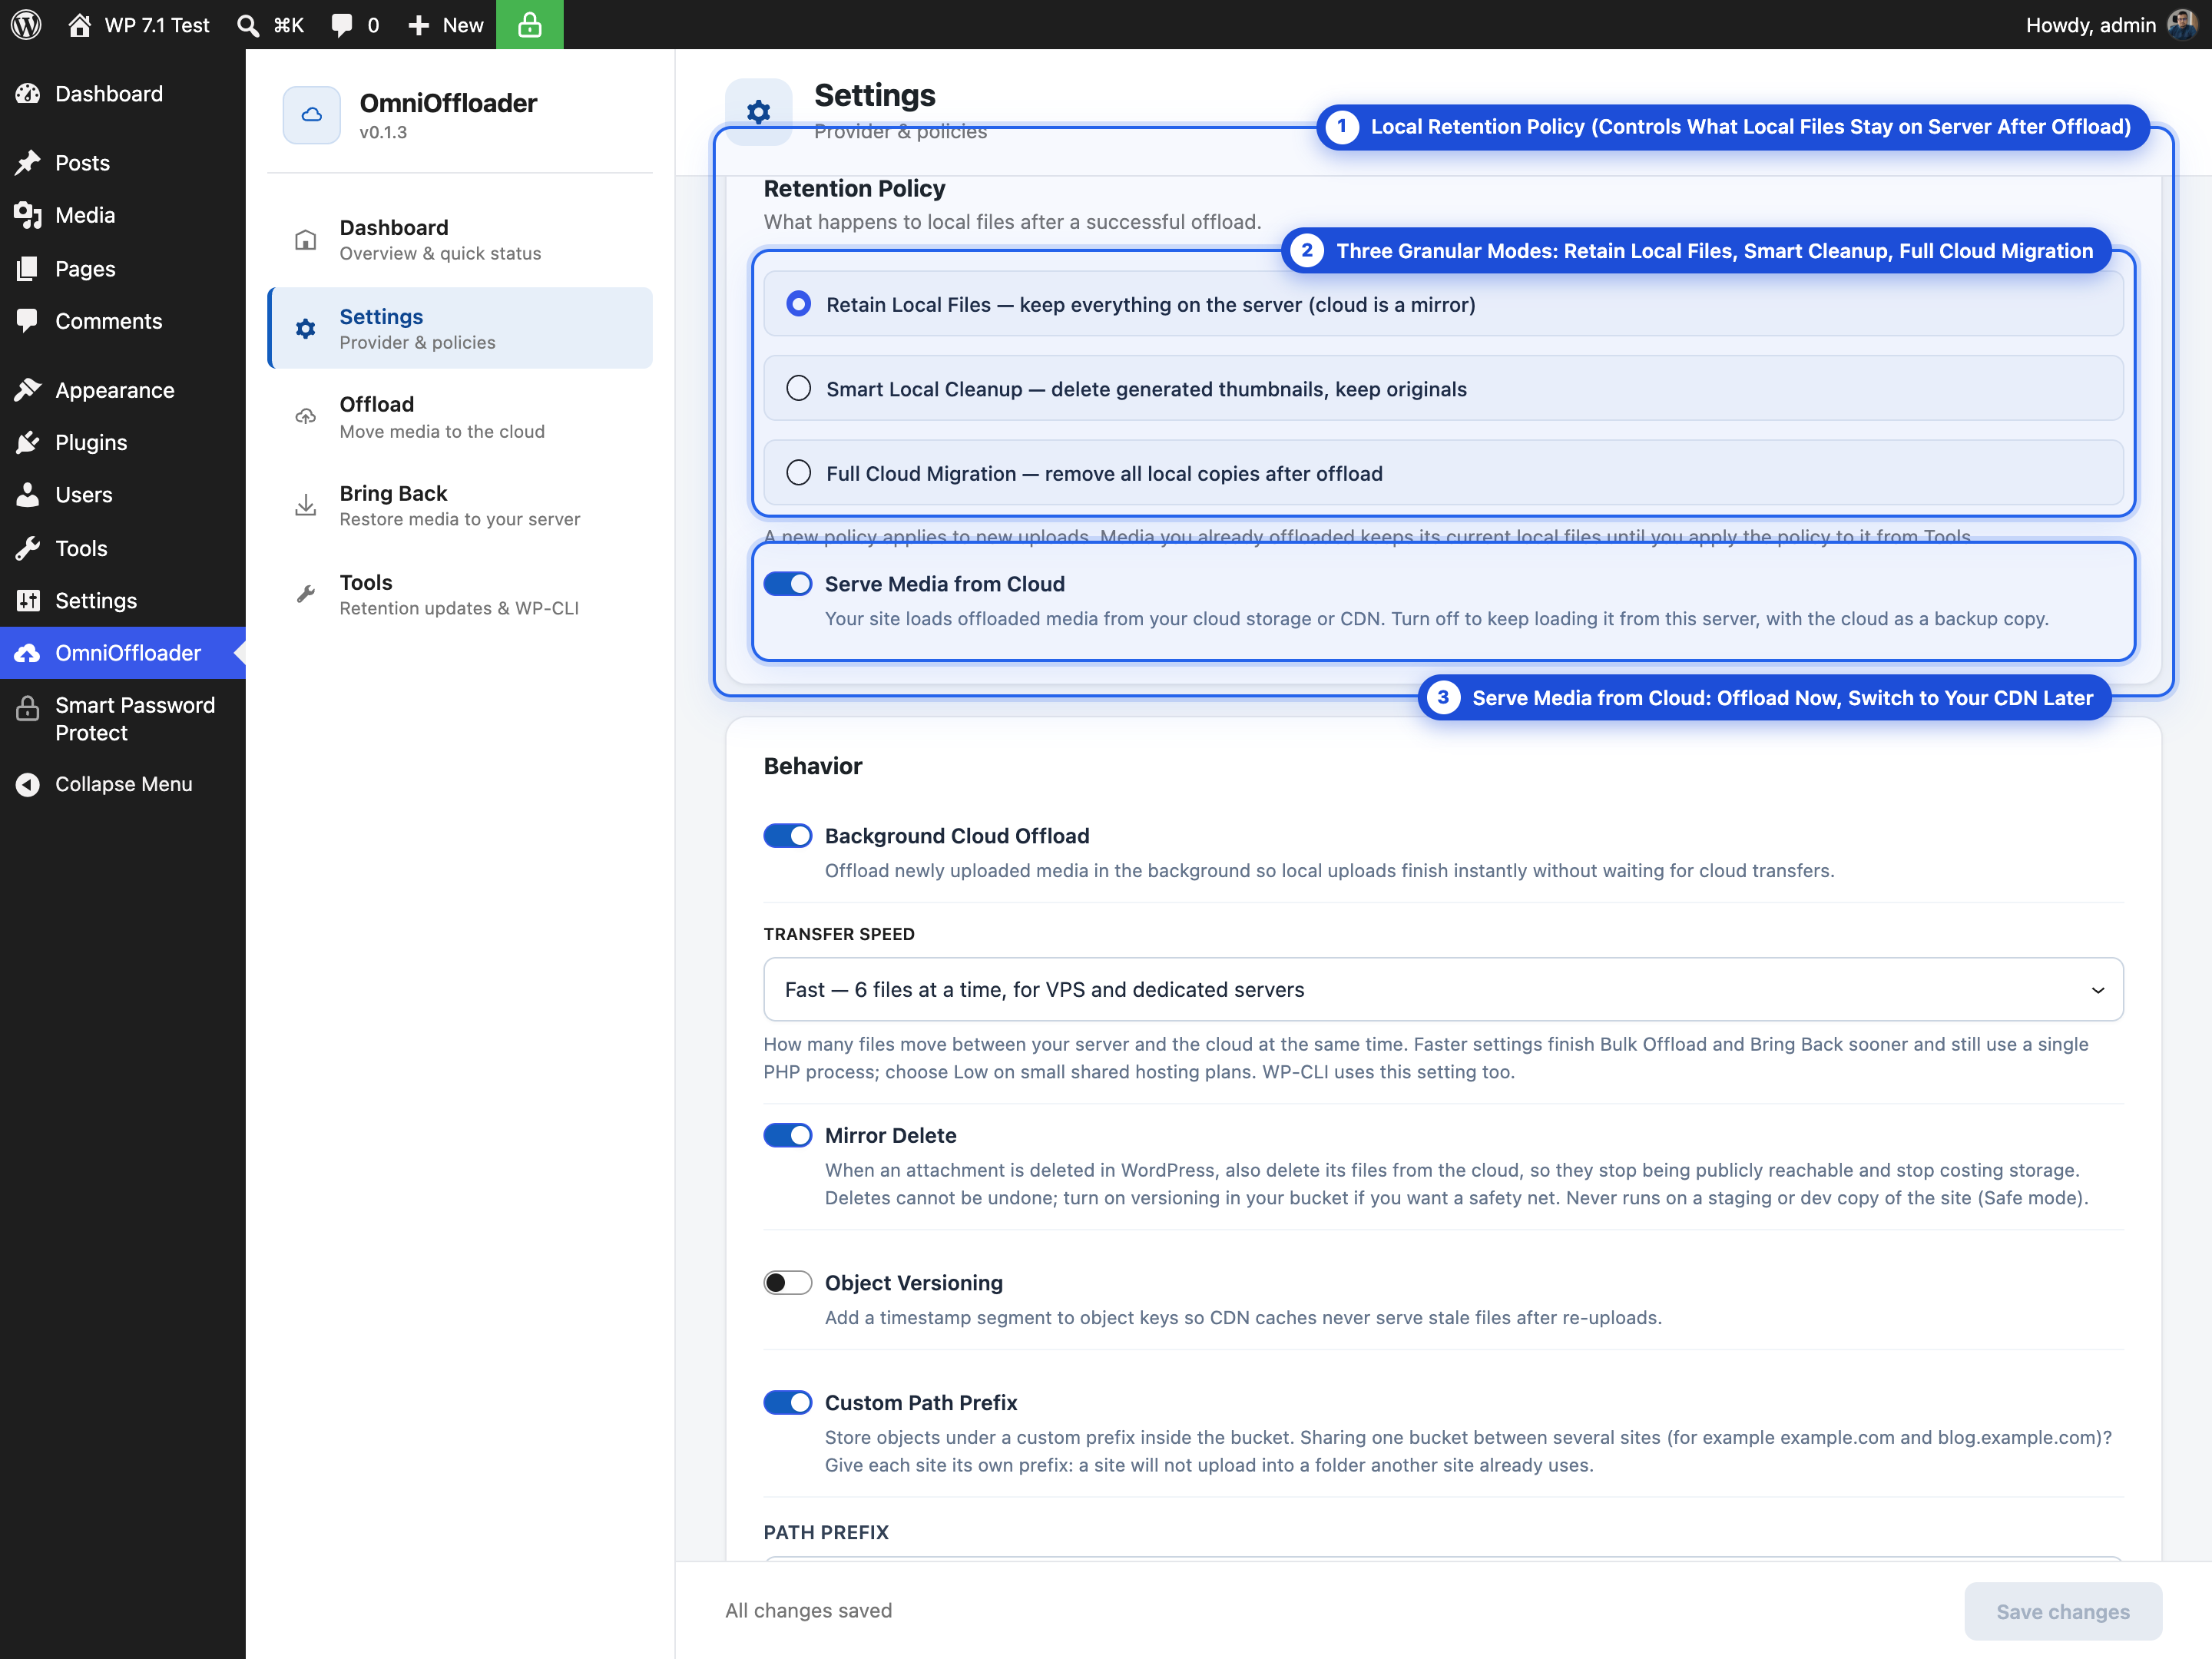 WP 7.1 Test
⌘K
0
New
Howdy, admin
Dashboard
Posts
Media
Pages
Comments
Appearance
Plugins
Users
Tools
Settings
OmniOffloader
Smart Password
Protect
Collapse Menu
OmniOffloader
v0.1.3
Dashboard
Overview & quick status
Settings
Provider & policies
Offload
Move media to the cloud
Bring Back
Restore media to your server
Tools
Retention updates & WP-CLI
Settings
Provider & policies
1 Local Retention Policy (Controls What Local Files Stay on Server After Offload)
Retention Policy
What happens to local files after a successful offload.
2 Three Granular Modes: Retain Local Files, Smart Cleanup, Full Cloud Migration
Retain Local Files — keep everything on the server (cloud is a mirror)
Smart Local Cleanup — delete generated thumbnails, keep originals
Full Cloud Migration — remove all local copies after offload
A new policy applies to new uploads. Media you already offloaded keeps its current local files until you apply the policy to it from Tools.
Serve Media from Cloud
Your site loads offloaded media from your cloud storage or CDN. Turn off to keep loading it from this server, with the cloud as a backup copy.
3 Serve Media from Cloud: Offload Now, Switch to Your CDN Later
Behavior
Background Cloud Offload
Offload newly uploaded media in the background so local uploads finish instantly without waiting for cloud transfers.
TRANSFER SPEED
Fast — 6 files at a time, for VPS and dedicated servers
How many files move between your server and the cloud at the same time. Faster settings finish Bulk Offload and Bring Back sooner and still use a single
PHP process; choose Low on small shared hosting plans. WP-CLI uses this setting too.
Mirror Delete
When an attachment is deleted in WordPress, also delete its files from the cloud, so they stop being publicly reachable and stop costing storage.
Deletes cannot be undone; turn on versioning in your bucket if you want a safety net. Never runs on a staging or dev copy of the site (Safe mode).
Object Versioning
Add a timestamp segment to object keys so CDN caches never serve stale files after re-uploads.
Custom Path Prefix
Store objects under a custom prefix inside the bucket. Sharing one bucket between several sites (for example example.com and blog.example.com)?
Give each site its own prefix: a site will not upload into a folder another site already uses.
PATH PREFIX
All changes saved
Save changes